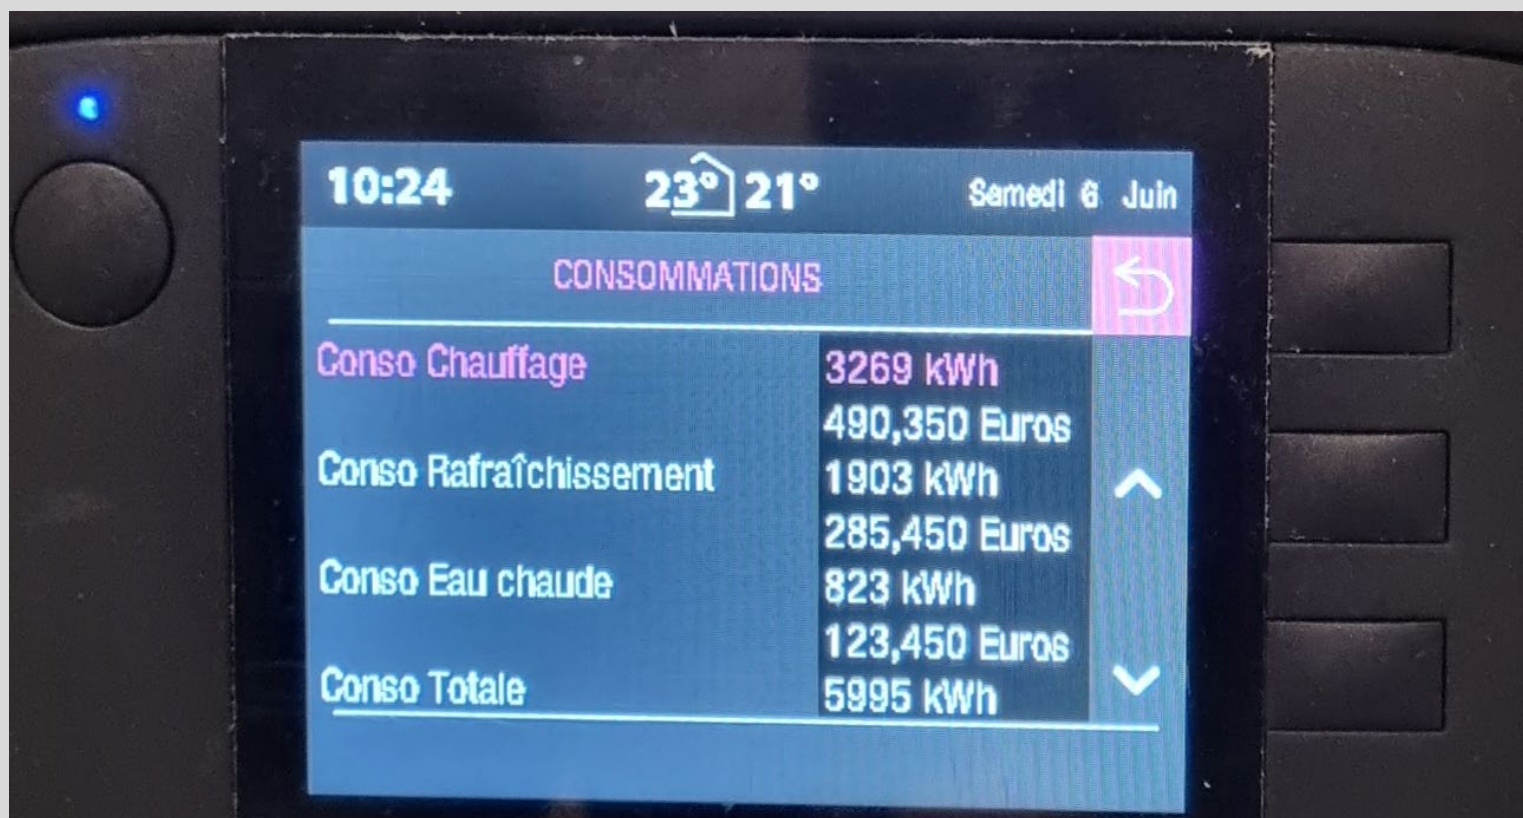 10:24 23° 21° Samedi 6 Juin
CONSOMMATIONS
Conso Chauffage 3269 kWh
490,350 Euros
Conso Rafraîchissement 1903 kWh
285,450 Euros
Conso Eau chaude 823 kWh
123,450 Euros
Conso Totale 5995 kWh